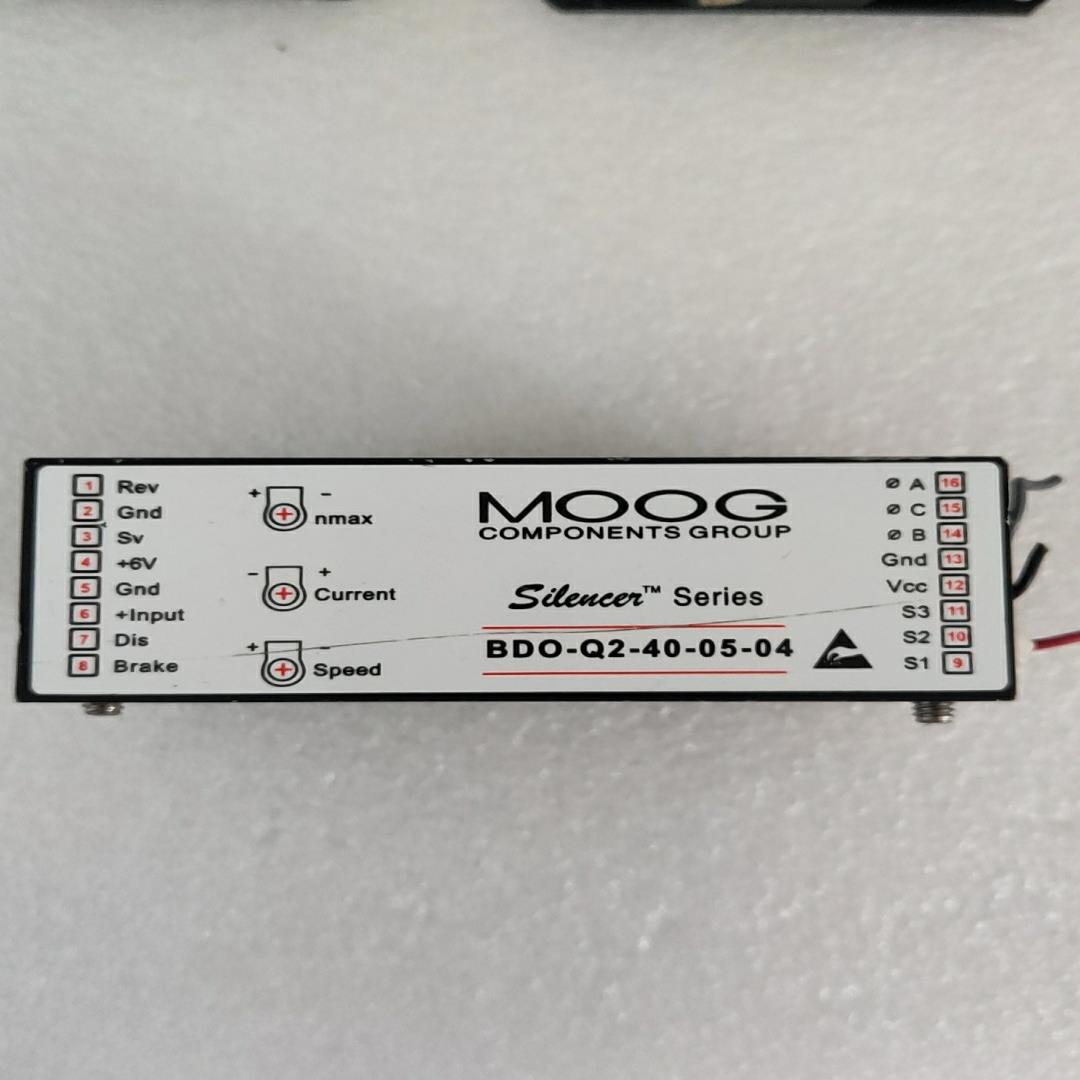 1 Rev
2 Gnd
3 Sv
4 +6V
5 Gnd
6 +Input
7 Dis
8 Brake
+ -
nmax
- +
Current
+ -
Speed
MOOG
COMPONENTS GROUP
Silencer™ Series
BDO-Q2-40-05-04
ø A 16
ø C 15
ø B 14
Gnd 13
Vcc 12
S3 11
S2 10
S1 9